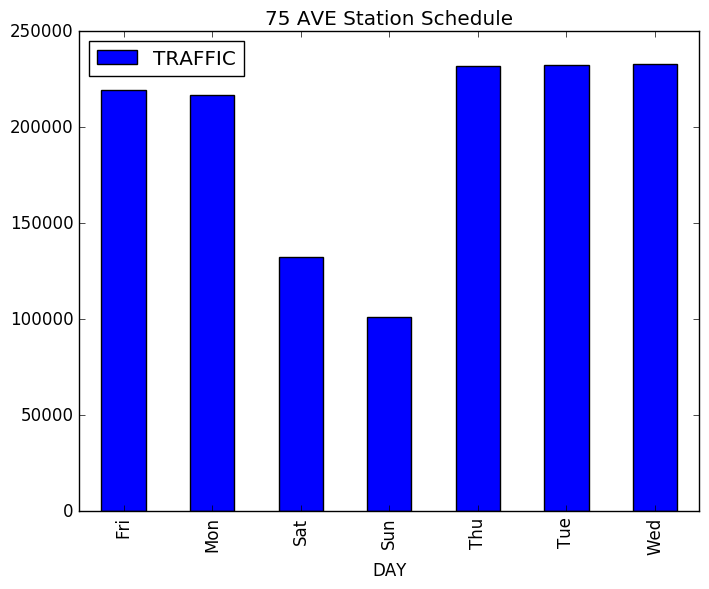 75 AVE Station Schedule
TRAFFIC
250000
200000
150000
100000
50000
0
Fri
Mon
Sat
Sun
Thu
Tue
Wed
DAY